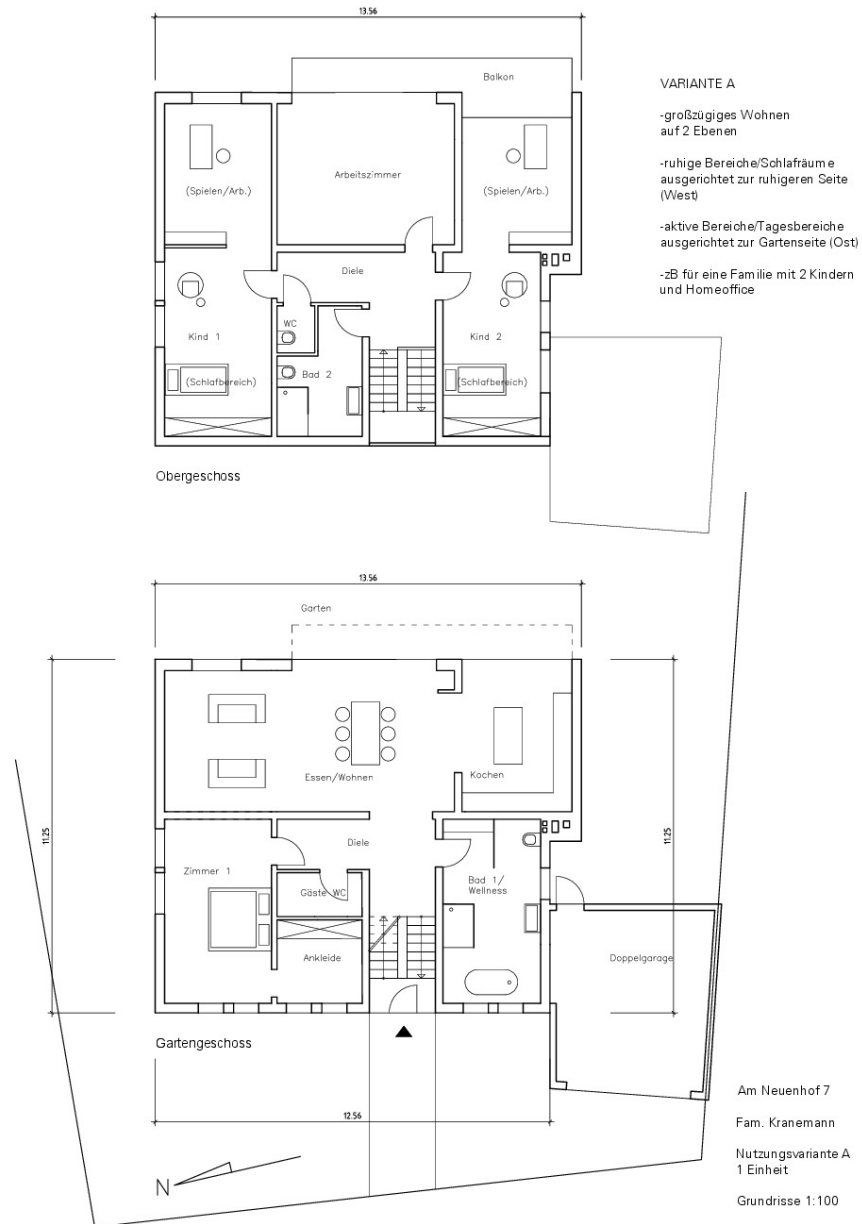 13.56
Balkon
VARIANTE A
-großzügiges Wohnen
auf 2 Ebenen
-ruhige Bereiche/Schlafräume
ausgerichtet zur ruhigeren Seite
(West)
-aktive Bereiche/Tagesbereiche
ausgerichtet zur Gartenseite (Ost)
-zB für eine Familie mit 2 Kindern
und Homeoffice
(Spielen/Arb.)
Arbeitszimmer
(Spielen/Arb.)
Diele
WC
Kind 1
Kind 2
Bad 2
(Schlafbereich)
(Schlafbereich)
Obergeschoss
13.56
Garten
Essen/Wohnen
Kochen
11.25
11.25
Diele
Zimmer 1
Bad 1/
Wellness
Gäste WC
Ankleide
Doppelgarage
Gartengeschoss
12.56
N
Am Neuenhof 7
Fam. Kranemann
Nutzungsvariante A
1 Einheit
Grundrisse 1:100